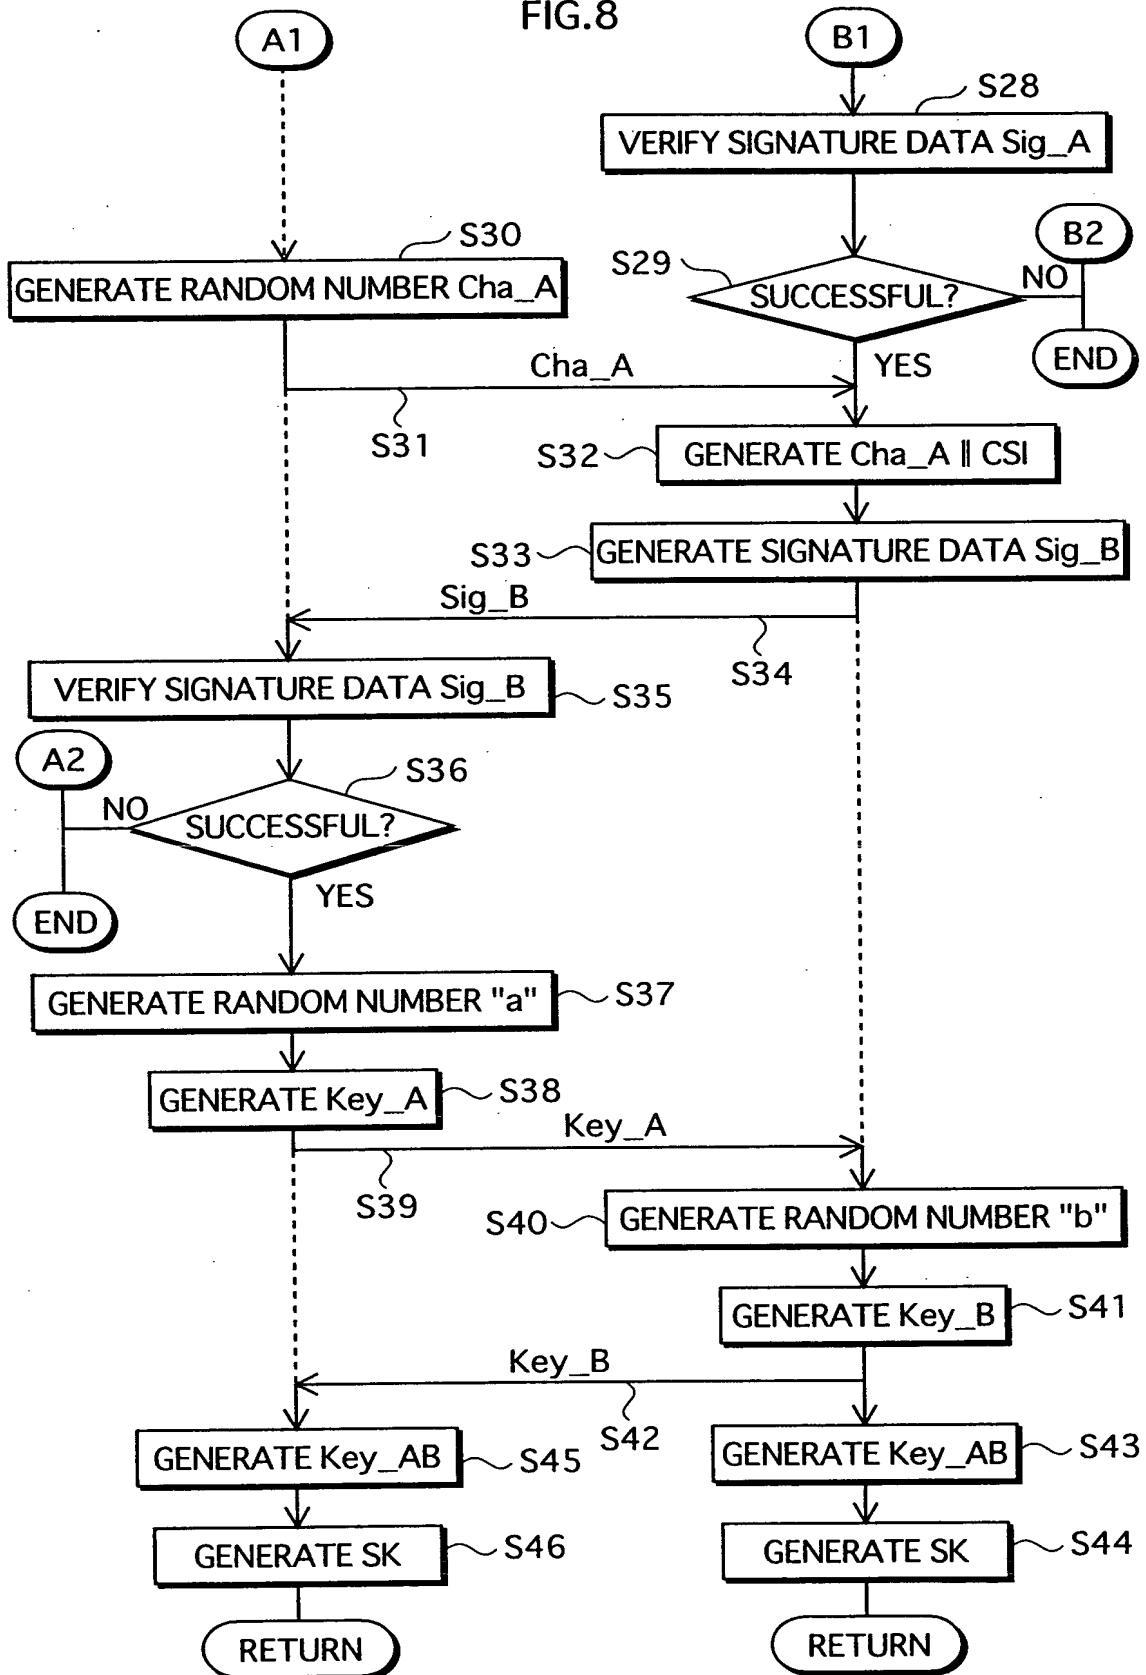 FIG.8
A1
B1
S28
VERIFY SIGNATURE DATA Sig_A
S30
B2
GENERATE RANDOM NUMBER Cha_A
S29
SUCCESSFUL?
NO
END
Cha_A
YES
S31
S32
GENERATE Cha_A || CSI
S33
GENERATE SIGNATURE DATA Sig_B
Sig_B
S34
VERIFY SIGNATURE DATA Sig_B
S35
A2
S36
NO
SUCCESSFUL?
YES
END
GENERATE RANDOM NUMBER "a"
S37
GENERATE Key_A
S38
Key_A
S39
S40
GENERATE RANDOM NUMBER "b"
GENERATE Key_B
S41
Key_B
S42
GENERATE Key_AB
S45
GENERATE Key_AB
S43
GENERATE SK
S46
GENERATE SK
S44
RETURN
RETURN